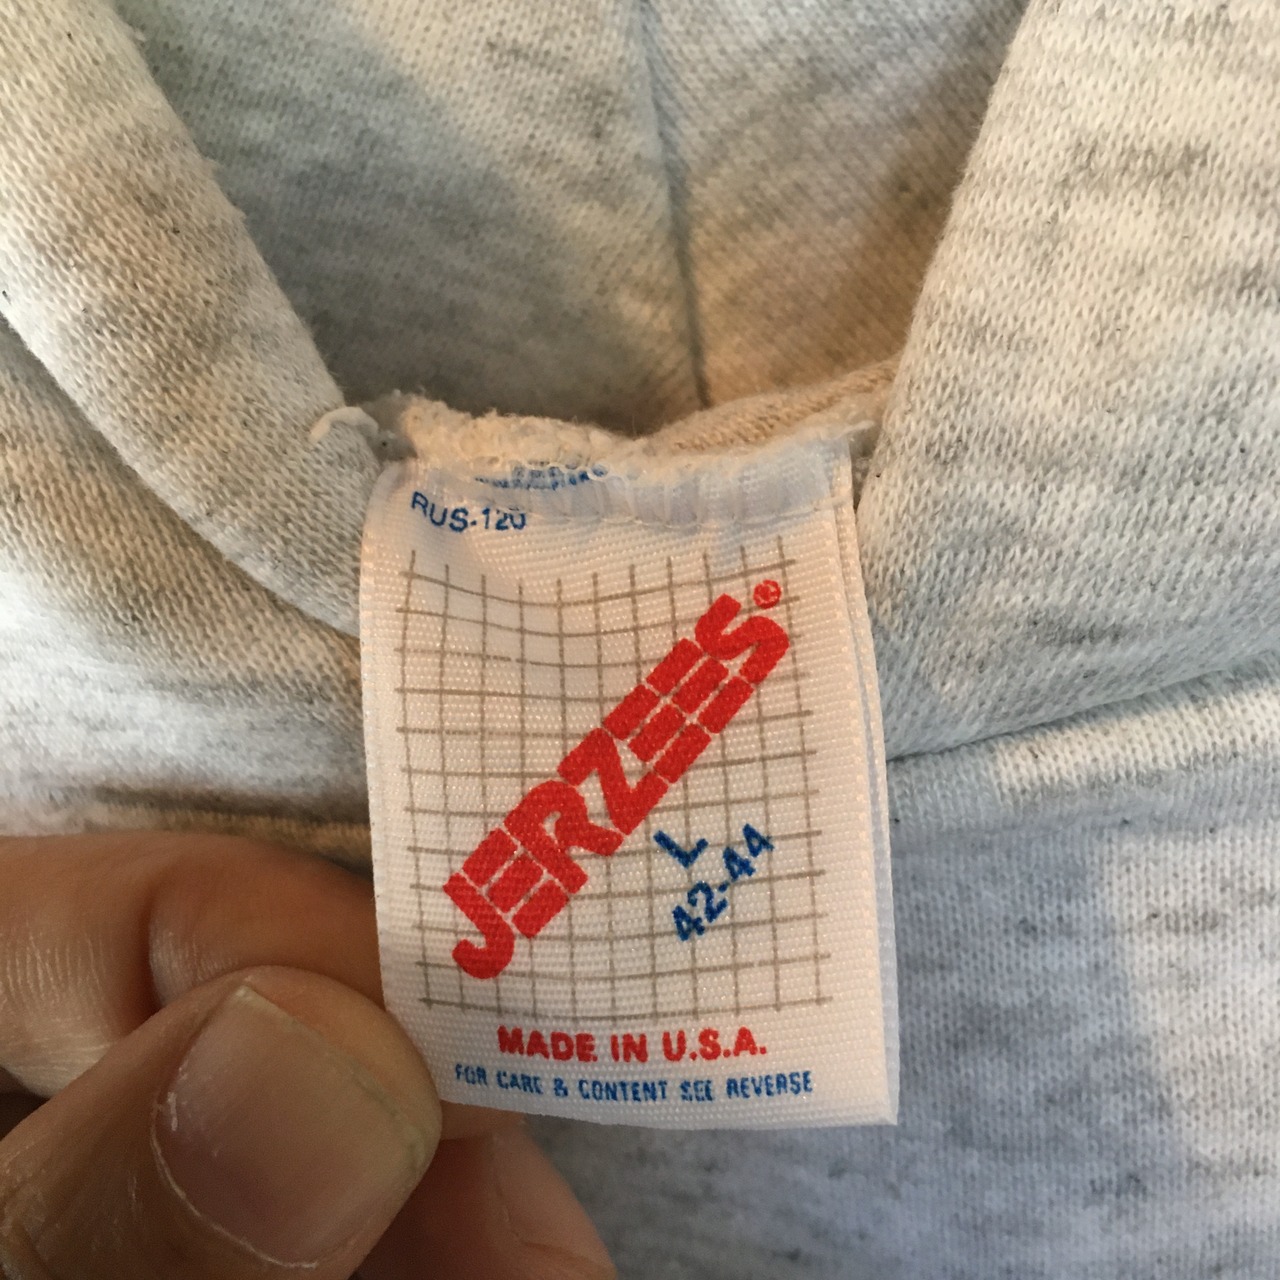 RUS-120
JERZEES®
L
42-44
MADE IN U.S.A.
FOR CARE & CONTENT SEE REVERSE